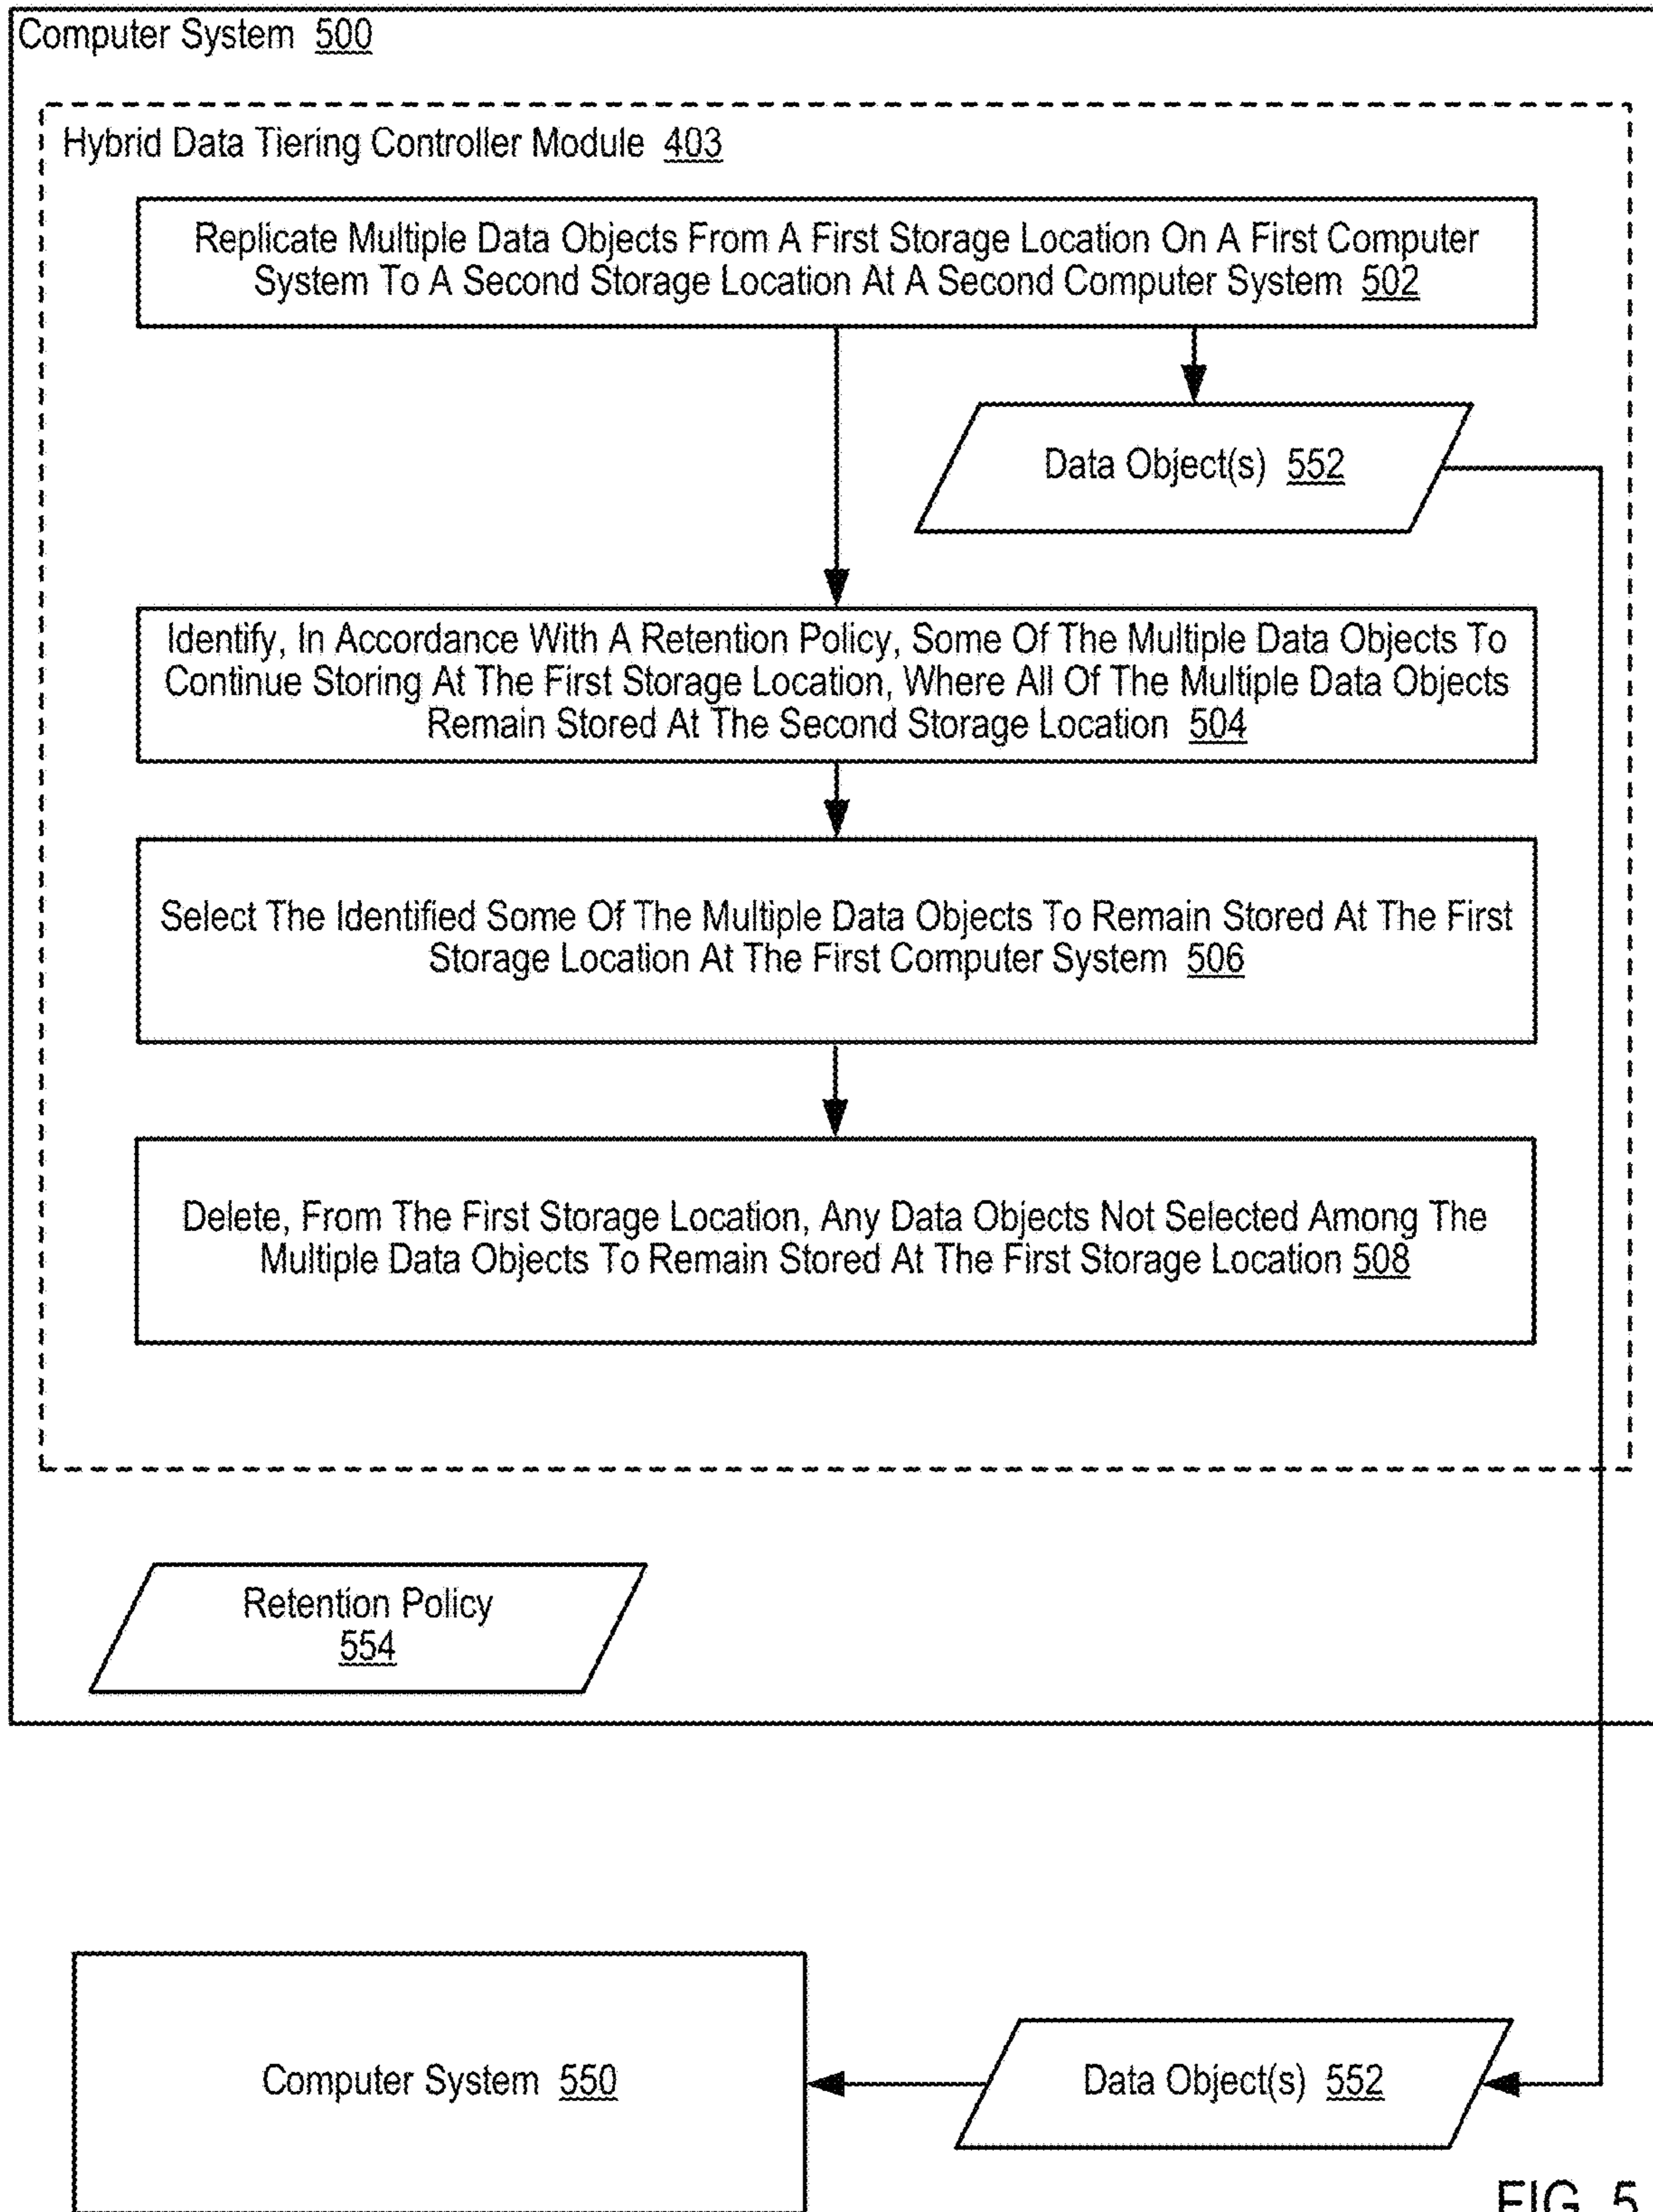 Computer System 500
Hybrid Data Tiering Controller Module 403
Replicate Multiple Data Objects From A First Storage Location On A First Computer
System To A Second Storage Location At A Second Computer System 502
Data Object(s) 552
Identify, In Accordance With A Retention Policy, Some Of The Multiple Data Objects To
Continue Storing At The First Storage Location, Where All Of The Multiple Data Objects
Remain Stored At The Second Storage Location 504
Select The Identified Some Of The Multiple Data Objects To Remain Stored At The First
Storage Location At The First Computer System 506
Delete, From The First Storage Location, Any Data Objects Not Selected Among The
Multiple Data Objects To Remain Stored At The First Storage Location 508
Retention Policy
554
Computer System 550
Data Object(s) 552
FIG. 5